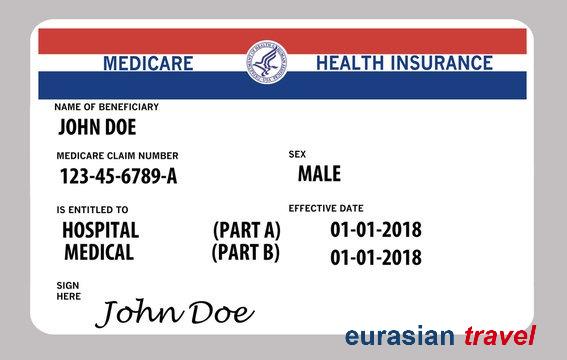 MEDICARE HEALTH INSURANCE
NAME OF BENEFICIARY
JOHN DOE
MEDICARE CLAIM NUMBER SEX
123-45-6789-A MALE
IS ENTITLED TO EFFECTIVE DATE
HOSPITAL (PART A) 01-01-2018
MEDICAL (PART B) 01-01-2018
SIGN
HERE John Doe
eurasian travel